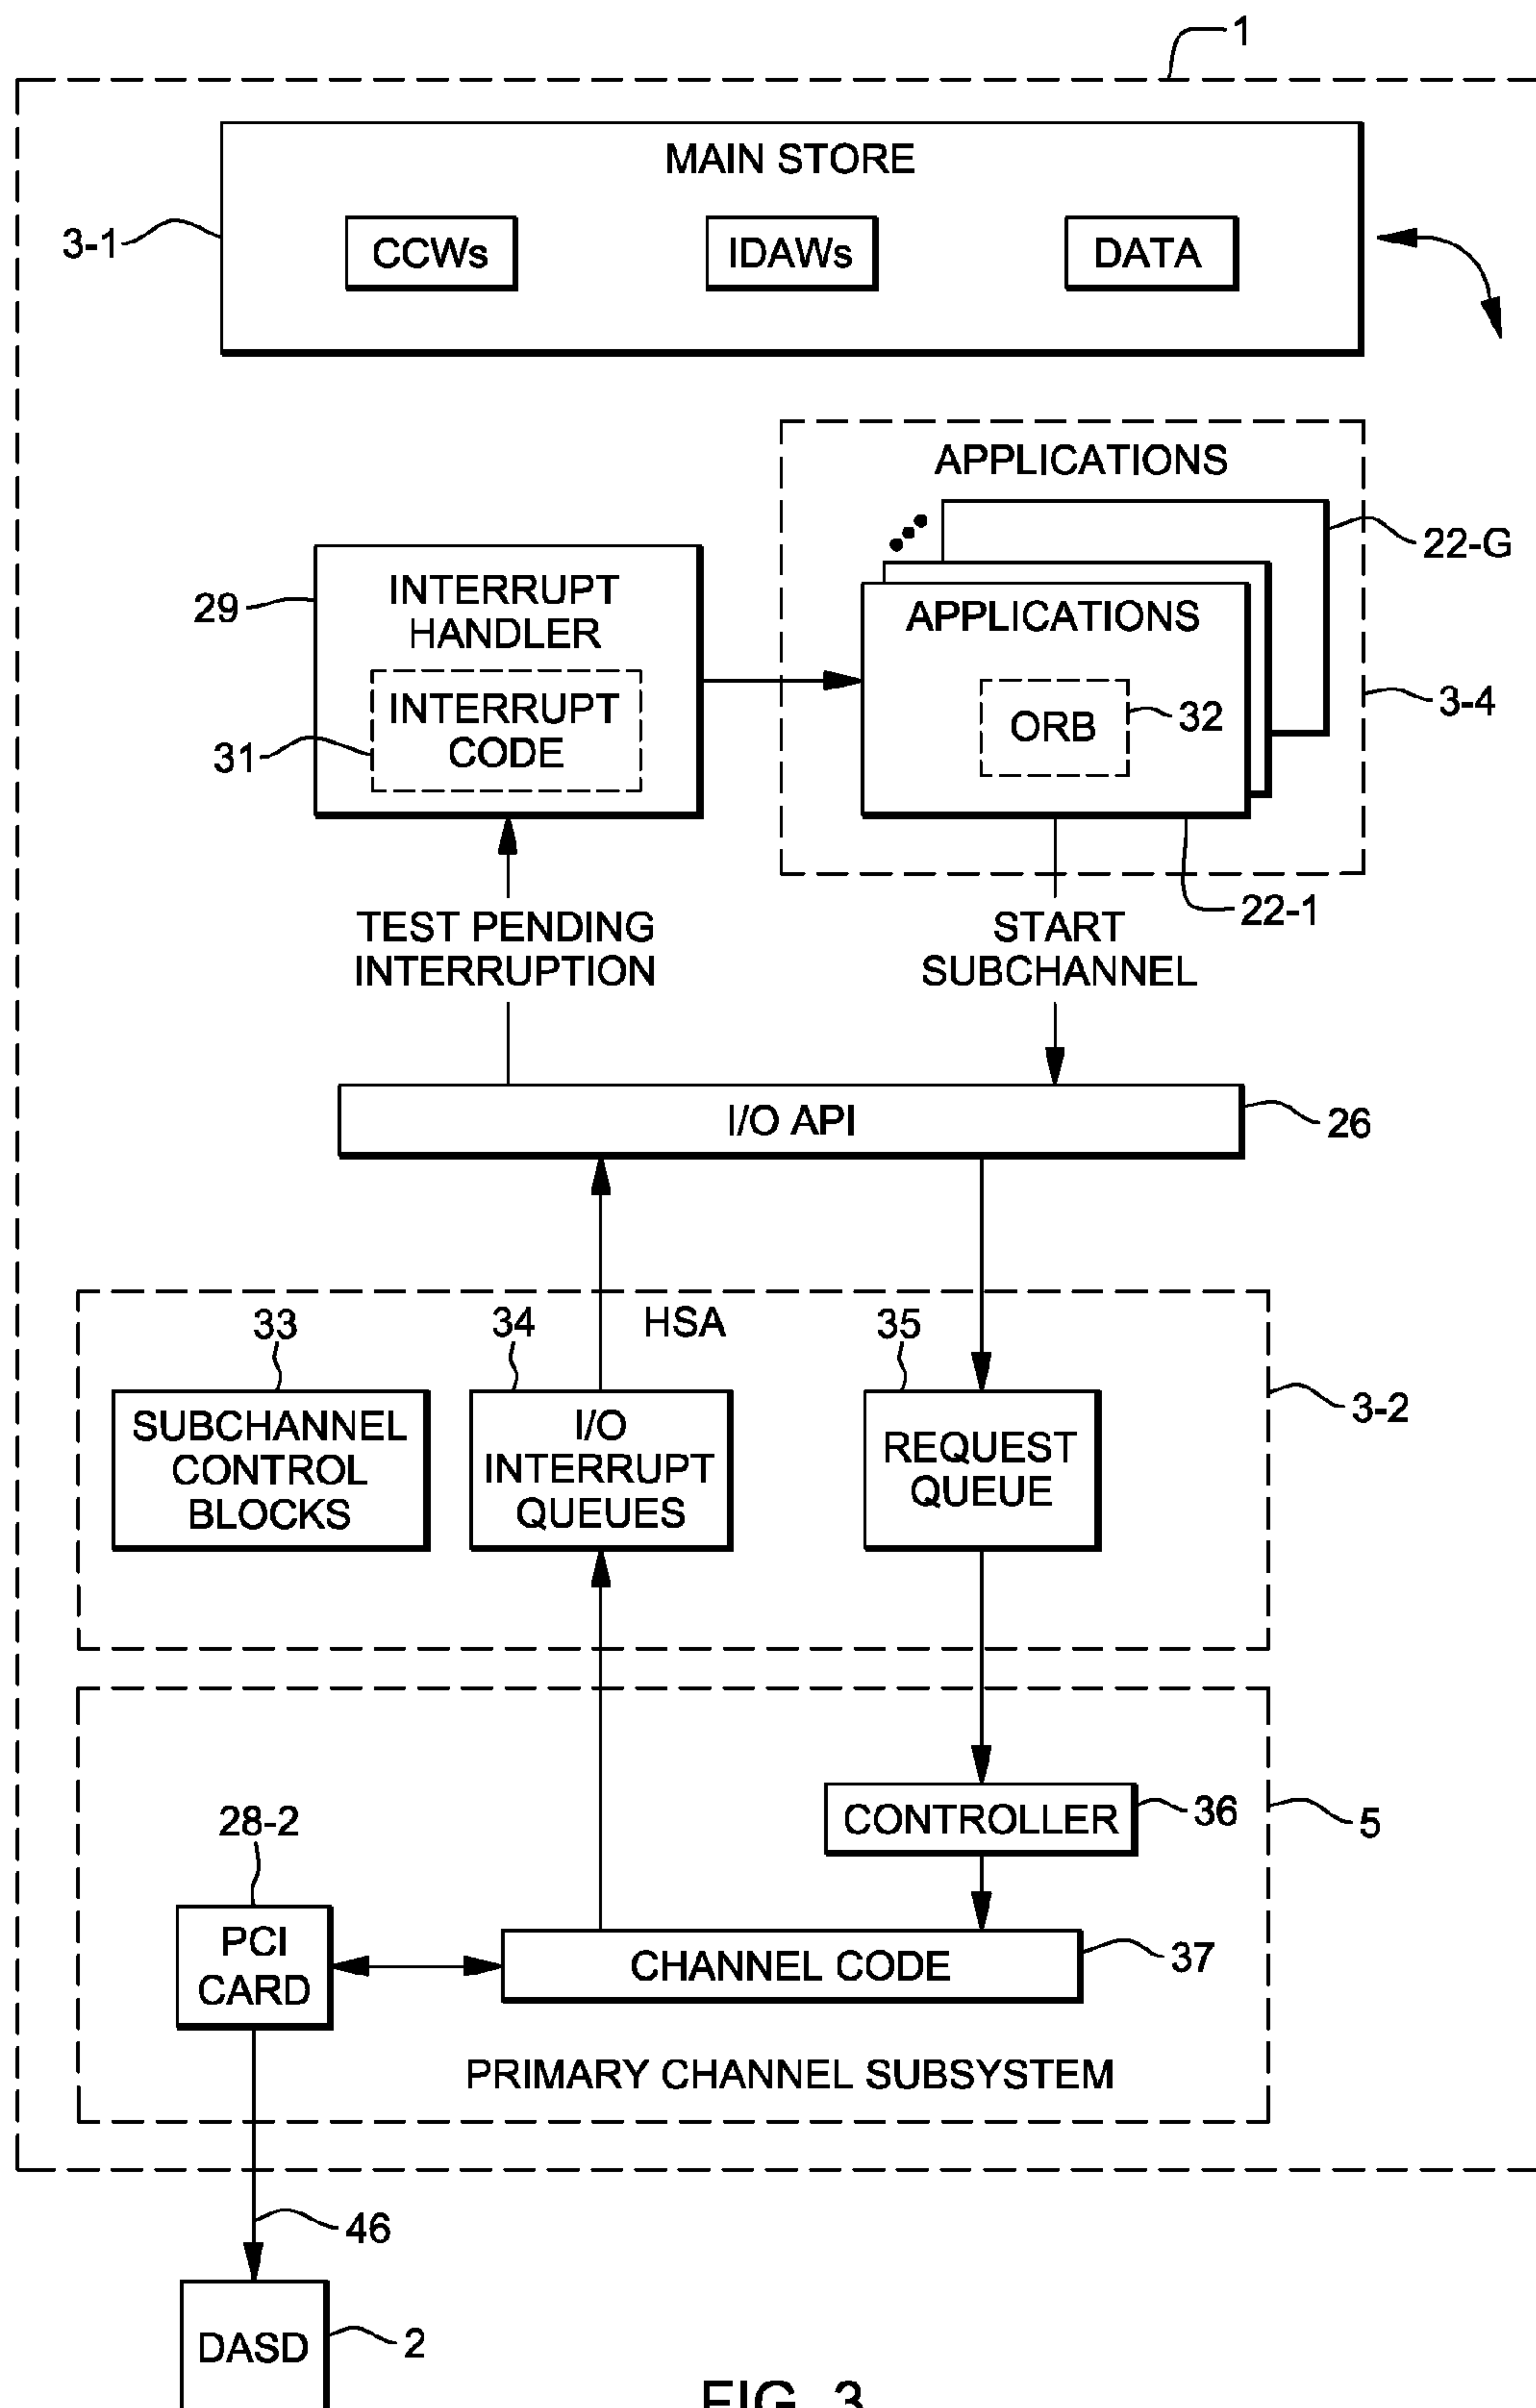 1
MAIN STORE
3-1
CCWs
IDAWs
DATA
APPLICATIONS
22-G
29
INTERRUPT
HANDLER
APPLICATIONS
INTERRUPT
CODE
31
ORB
32
3-4
22-1
TEST PENDING
INTERRUPTION
START
SUBCHANNEL
I/O API
26
33
34
HSA
35
3-2
SUBCHANNEL
CONTROL
BLOCKS
I/O
INTERRUPT
QUEUES
REQUEST
QUEUE
28-2
CONTROLLER
36
5
PCI
CARD
CHANNEL CODE
37
PRIMARY CHANNEL SUBSYSTEM
46
DASD
2
FIG. 3